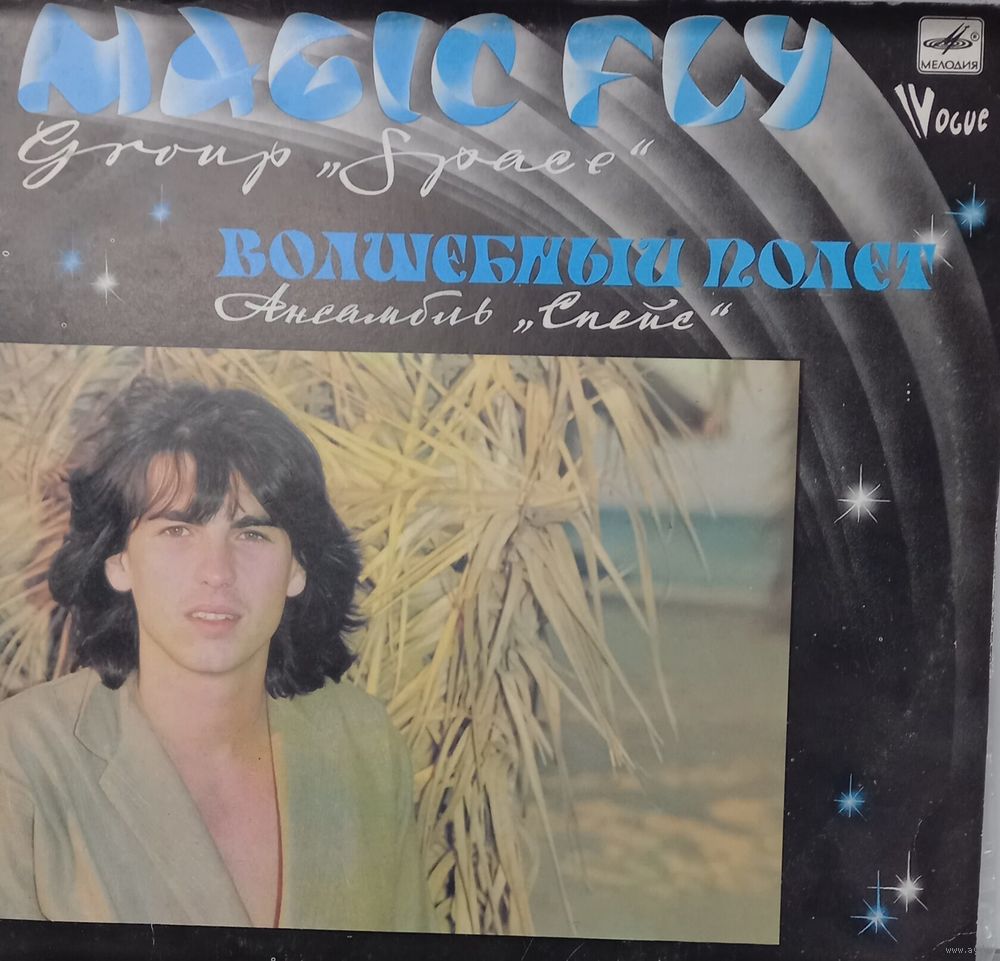 MAGIC FLY
МЕЛОДИЯ
Vogue
Group „Space“
ВОЛШЕБНЫЙ ПОЛЕТ
Ансамбль „Спейс“